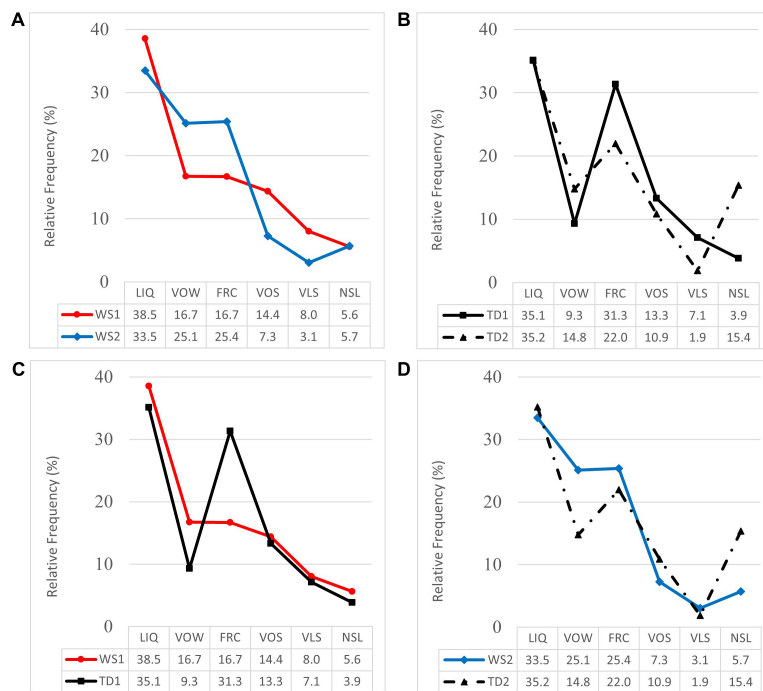 A
Relative Frequency (%)
40
30
20
10
0
LIQ VOW FRC VOS VLS NSL
WS1 38.5 16.7 16.7 14.4 8.0 5.6
WS2 33.5 25.1 25.4 7.3 3.1 5.7
B
Relative Frequency (%)
40
30
20
10
0
LIQ VOW FRC VOS VLS NSL
TD1 35.1 9.3 31.3 13.3 7.1 3.9
TD2 35.2 14.8 22.0 10.9 1.9 15.4
C
Relative Frequency (%)
40
30
20
10
0
LIQ VOW FRC VOS VLS NSL
WS1 38.5 16.7 16.7 14.4 8.0 5.6
TD1 35.1 9.3 31.3 13.3 7.1 3.9
D
Relative Frequency (%)
40
30
20
10
0
LIQ VOW FRC VOS VLS NSL
WS2 33.5 25.1 25.4 7.3 3.1 5.7
TD2 35.2 14.8 22.0 10.9 1.9 15.4